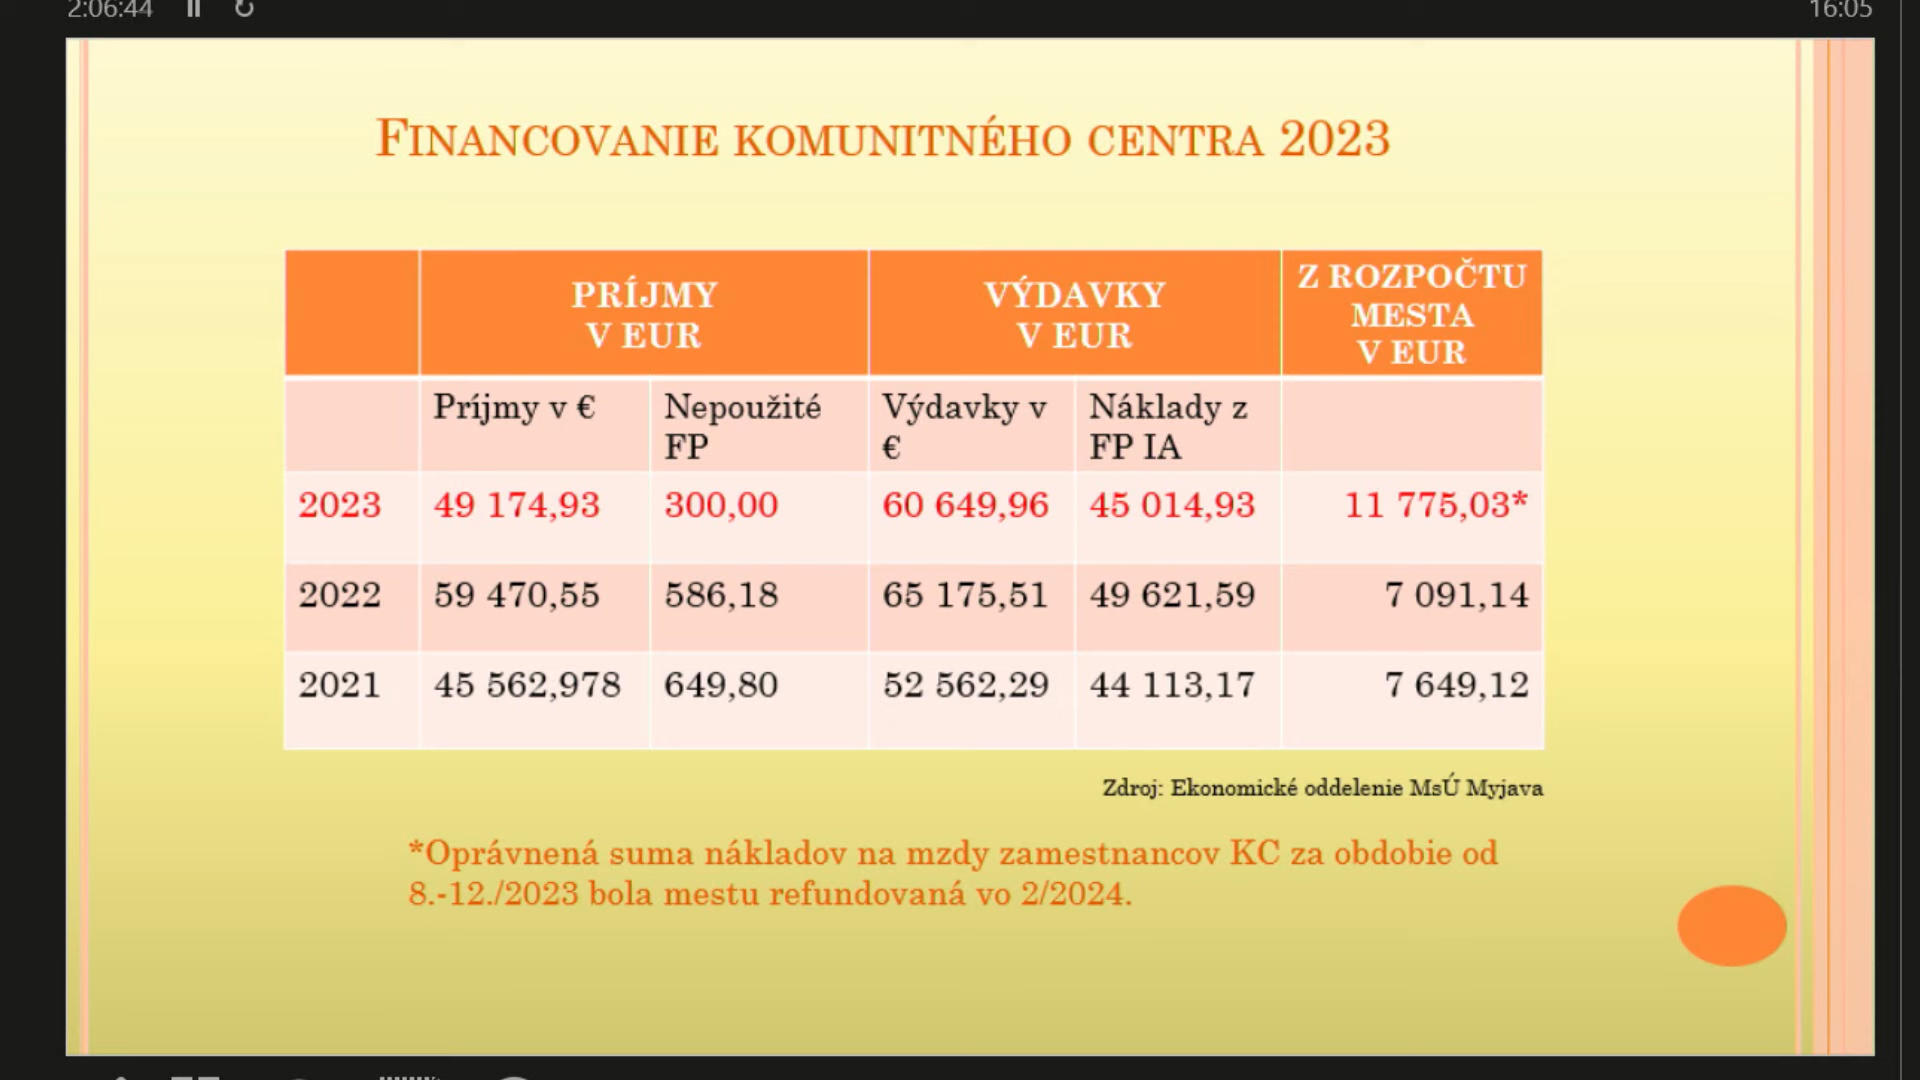 2:06:44
16:05
FINANCOVANIE KOMUNITNÉHO CENTRA 2023
PRÍJMY
V EUR
VÝDAVKY
V EUR
Z ROZPOČTU
MESTA
V EUR
Príjmy v €
Nepoužité
FP
Výdavky v
€
Náklady z
FP IA
2023 49 174,93 300,00 60 649,96 45 014,93 11 775,03*
2022 59 470,55 586,18 65 175,51 49 621,59 7 091,14
2021 45 562,978 649,80 52 562,29 44 113,17 7 649,12
Zdroj: Ekonomické oddelenie MsÚ Myjava
*Oprávnená suma nákladov na mzdy zamestnancov KC za obdobie od
8.-12./2023 bola mestu refundovaná vo 2/2024.